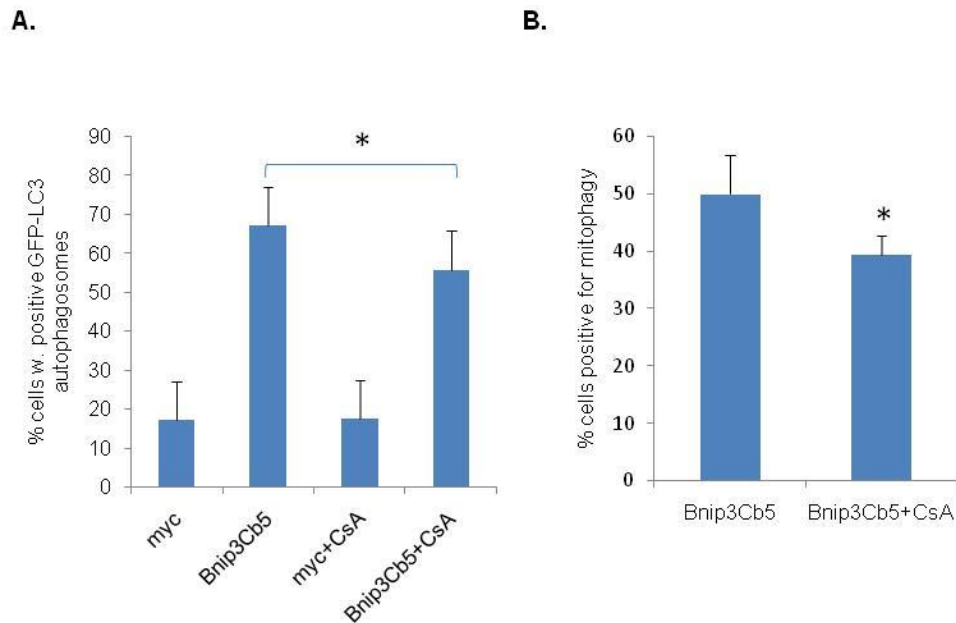 A.
B.
% cells w. positive GFP-LC3
autophagosomes
90
80
70
60
50
40
30
20
10
0
*
myc
Bnip3Cb5
myc+CsA
Bnip3Cb5+CsA
% cells positive for mitophagy
60
50
40
30
20
10
0
*
Bnip3Cb5
Bnip3Cb5+CsA